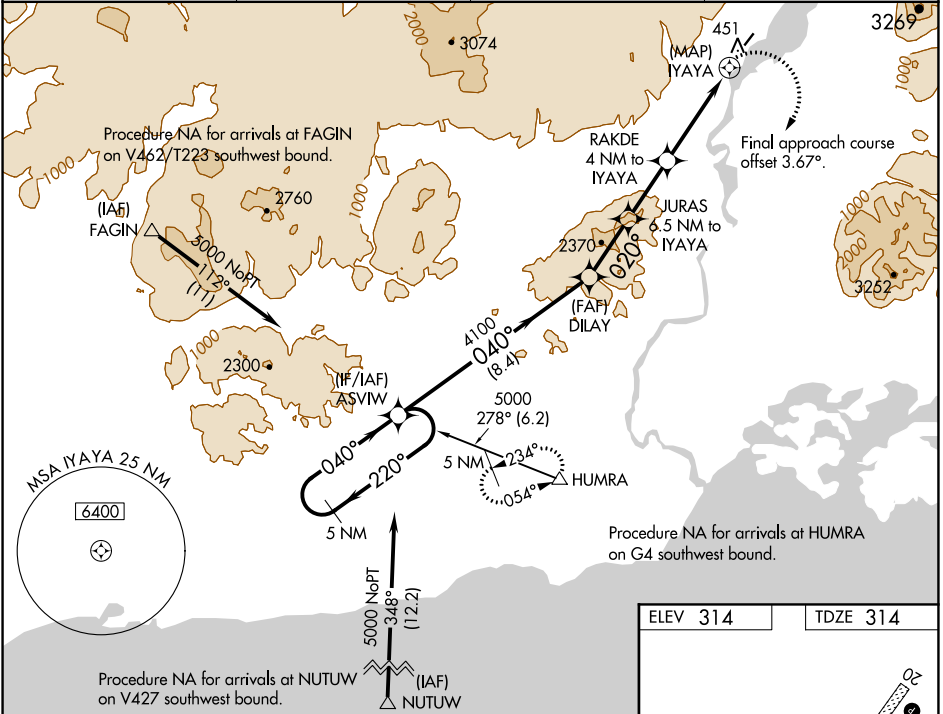 2000
3074
451
3269
(MAP)
IYAYA
1000
Procedure NA for arrivals at FAGIN
on V462/T223 southwest bound.
RAKDE
4 NM to
IYAYA
Final approach course
offset 3.67°.
1000
(IAF)
FAGIN
2760
1000
5000 NoPT
112°
(11)
JURAS
6.5 NM to
IYAYA
2370
020°
1000
2000
3252
(FAF)
DILAY
1000
2300
4100
040°
(8.4)
(IF/IAF)
ASVIW
5000
278° (6.2)
040°
220°
5 NM
234°
054°
HUMRA
5 NM
MSA IYAYA 25 NM
6400
Procedure NA for arrivals at HUMRA
on G4 southwest bound.
5000 NoPT
348°
(12.2)
ELEV 314
TDZE 314
Procedure NA for arrivals at NUTUW
on V427 southwest bound.
(IAF)
NUTUW
20
P